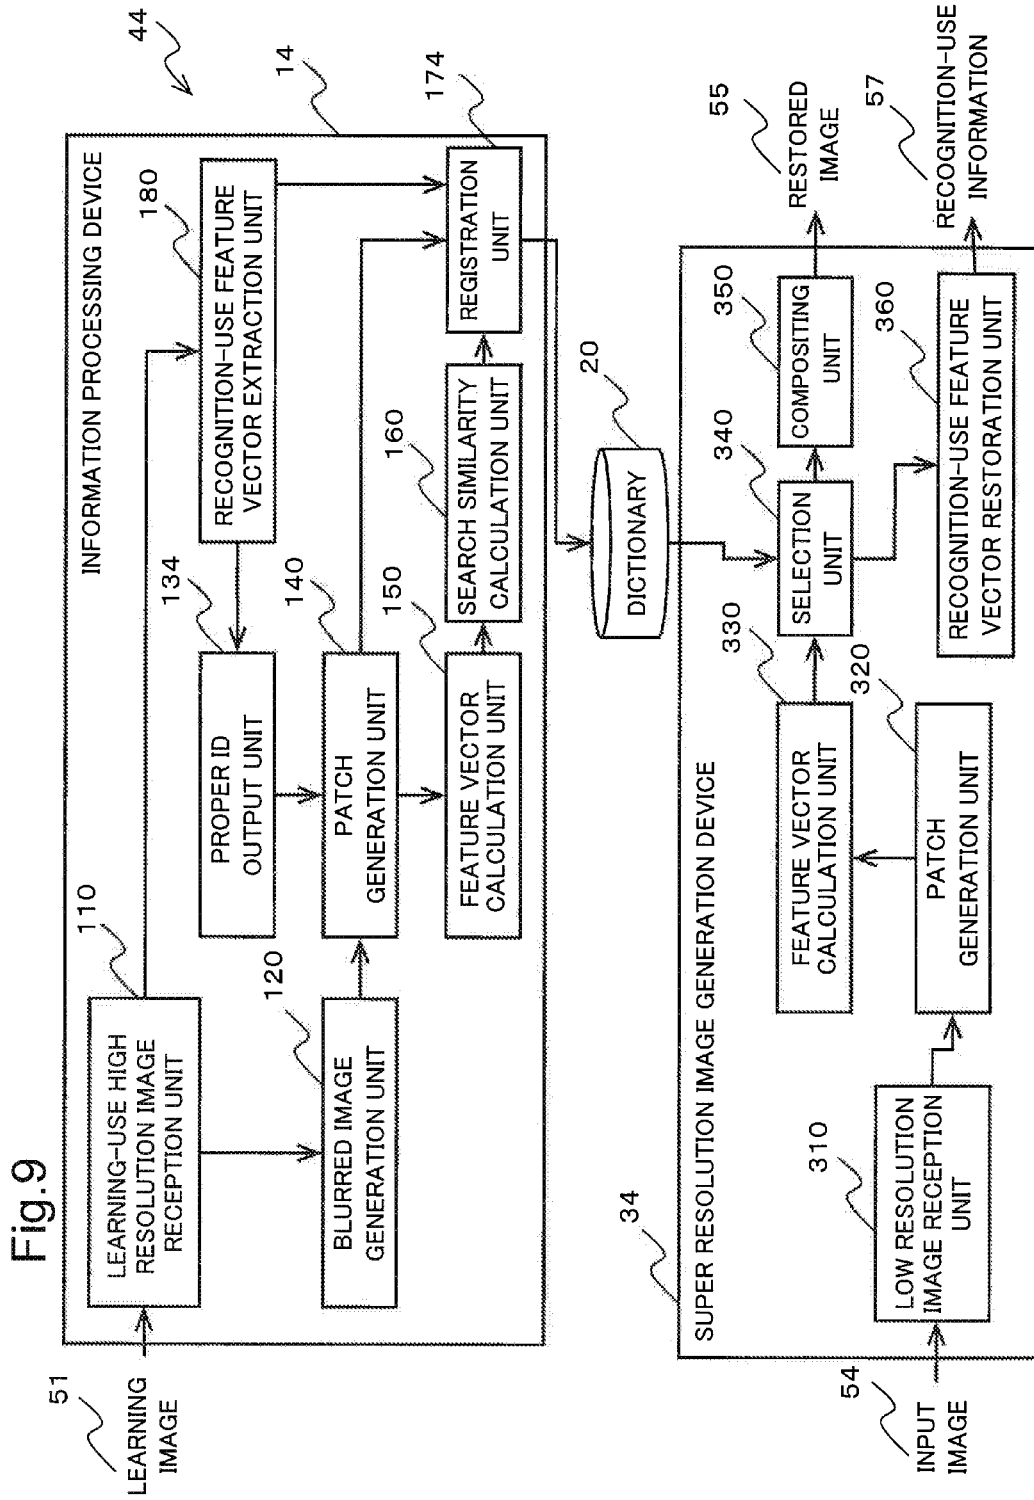 Fig.9
44
INFORMATION PROCESSING DEVICE
14
51
LEARNING
IMAGE
110
LEARNING-USE HIGH
RESOLUTION IMAGE
RECEPTION UNIT
180
RECOGNITION-USE FEATURE
VECTOR EXTRACTION UNIT
134
PROPER ID
OUTPUT UNIT
120
BLURRED IMAGE
GENERATION UNIT
140
PATCH
GENERATION UNIT
150
FEATURE VECTOR
CALCULATION UNIT
160
SEARCH SIMILARITY
CALCULATION UNIT
174
REGISTRATION
UNIT
20
DICTIONARY
34
SUPER RESOLUTION IMAGE GENERATION DEVICE
54
INPUT
IMAGE
310
LOW RESOLUTION
IMAGE RECEPTION
UNIT
320
PATCH
GENERATION UNIT
330
FEATURE VECTOR
CALCULATION UNIT
340
SELECTION
UNIT
350
COMPOSITING
UNIT
55
RESTORED
IMAGE
360
RECOGNITION-USE FEATURE
VECTOR RESTORATION UNIT
57
RECOGNITION-USE
INFORMATION